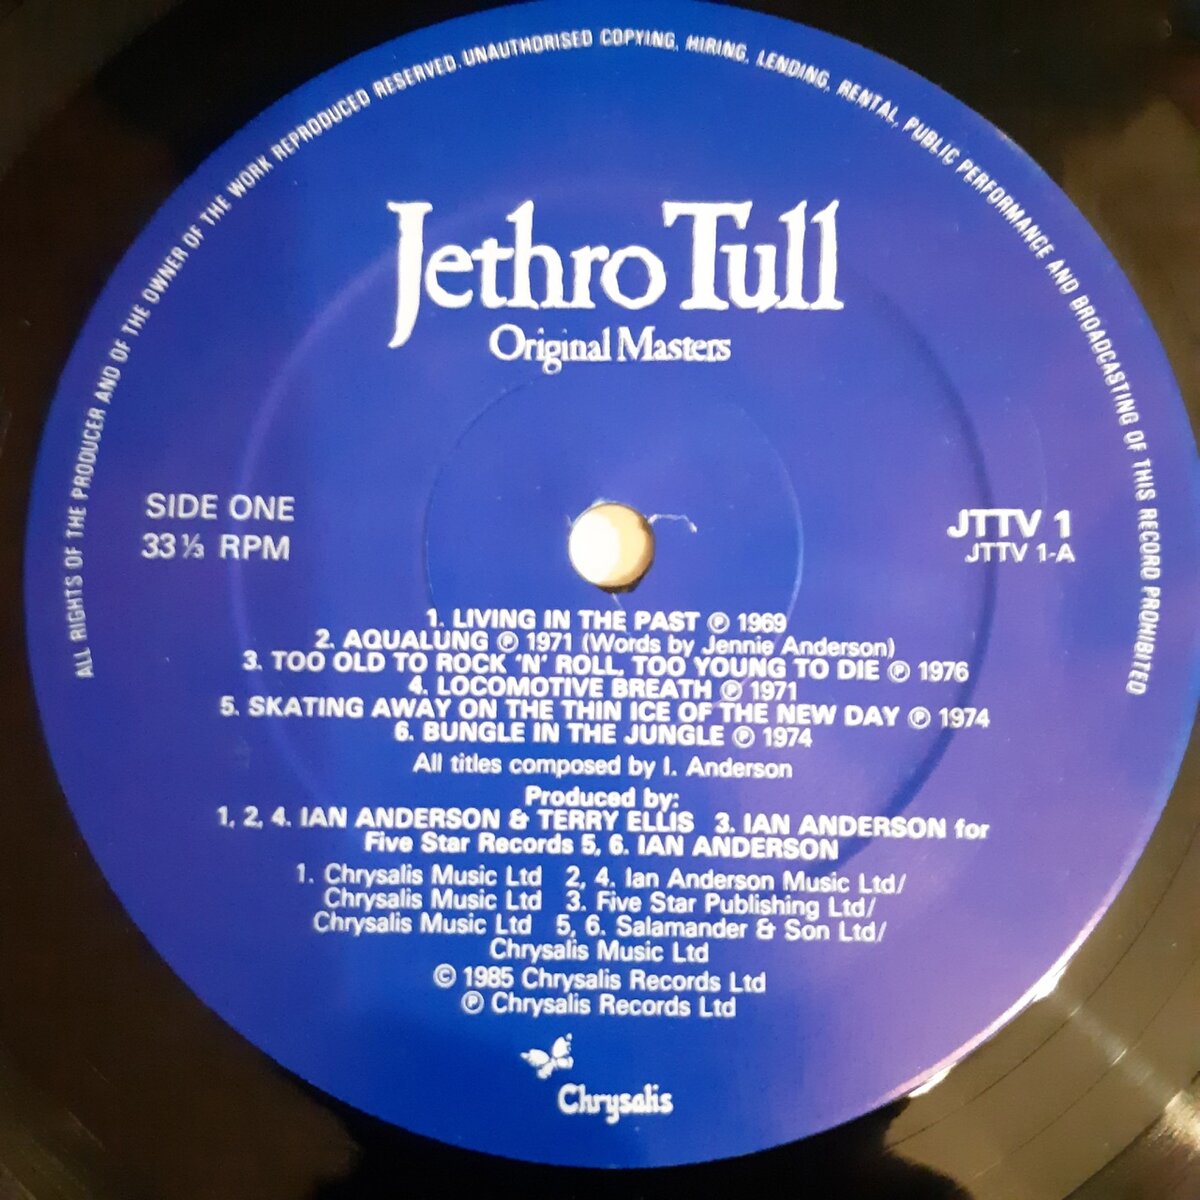 ALL RIGHTS OF THE PRODUCER AND OF THE OWNER OF THE WORK REPRODUCED RESERVED. UNAUTHORISED COPYING, HIRING, LENDING, RENTAL, PUBLIC PERFORMANCE AND BROADCASTING OF THIS RECORD PROHIBITED
Jethro Tull
Original Masters
SIDE ONE
33⅓ RPM
JTTV 1
JTTV 1-A
1. LIVING IN THE PAST ℗ 1969
2. AQUALUNG ℗ 1971 (Words by Jennie Anderson)
3. TOO OLD TO ROCK 'N' ROLL, TOO YOUNG TO DIE ℗ 1976
4. LOCOMOTIVE BREATH ℗ 1971
5. SKATING AWAY ON THE THIN ICE OF THE NEW DAY ℗ 1974
6. BUNGLE IN THE JUNGLE ℗ 1974
All titles composed by I. Anderson
Produced by:
1, 2, 4. IAN ANDERSON & TERRY ELLIS 3. IAN ANDERSON for
Five Star Records 5, 6. IAN ANDERSON
1. Chrysalis Music Ltd 2, 4. Ian Anderson Music Ltd/
Chrysalis Music Ltd 3. Five Star Publishing Ltd/
Chrysalis Music Ltd 5, 6. Salamander & Son Ltd/
Chrysalis Music Ltd
© 1985 Chrysalis Records Ltd
℗ Chrysalis Records Ltd
Chrysalis